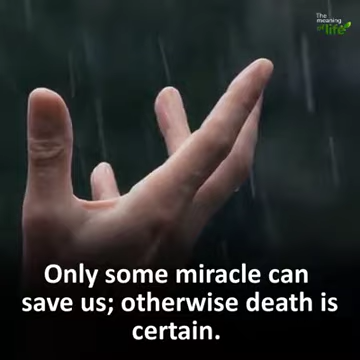 The
meaning
of life
Only some miracle can
save us; otherwise death is
certain.